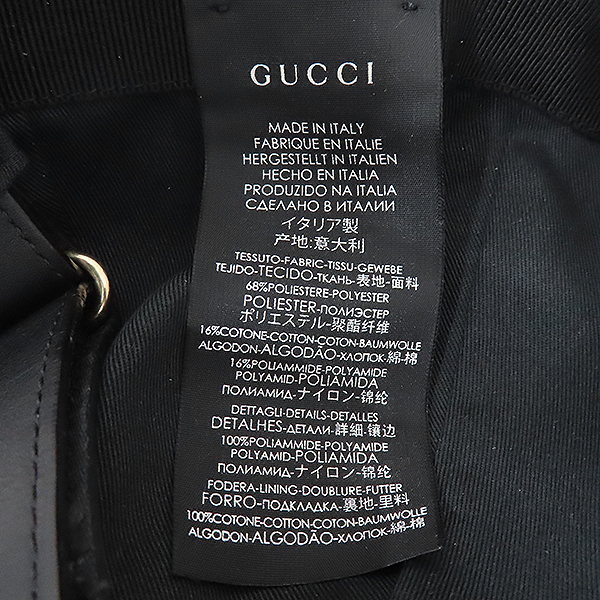 GUCCI
MADE IN ITALY
FABRIQUE EN ITALIE
HERGESTELLT IN ITALIEN
HECHO EN ITALIA
PRODUZIDO NA ITALIA
СДЕЛАНО В ИТАЛИИ
イタリア製
产地:意大利
TESSUTO-FABRIC-TISSU-GEWEBE
TEJIDO-TECIDO-ТКАНЬ-表地-面料
68%POLIESTERE-POLYESTER
POLIESTER-ПОЛИЭСТЕР
ポリエステル-聚酯纤维
16%COTONE-COTTON-COTON-BAUMWOLLE
ALGODON-ALGODÃO-ХЛОПОК-綿-棉
16%POLIAMMIDE-POLYAMIDE
POLYAMID-POLIAMIDA
ПОЛИАМИД-ナイロン-锦纶
DETTAGLI-DETAILS-DETALLES
DETALHES-ДЕТАЛИ-詳細-镶边
100%POLIAMMIDE-POLYAMIDE
POLYAMID-POLIAMIDA
ПОЛИАМИД-ナイロン-锦纶
FODERA-LINING-DOUBLURE-FUTTER
FORRO-ПОДКЛАДКА-裏地-里料
100%COTONE-COTTON-COTON-BAUMWOLLE
ALGODON-ALGODÃO-ХЛОПОК-綿-棉